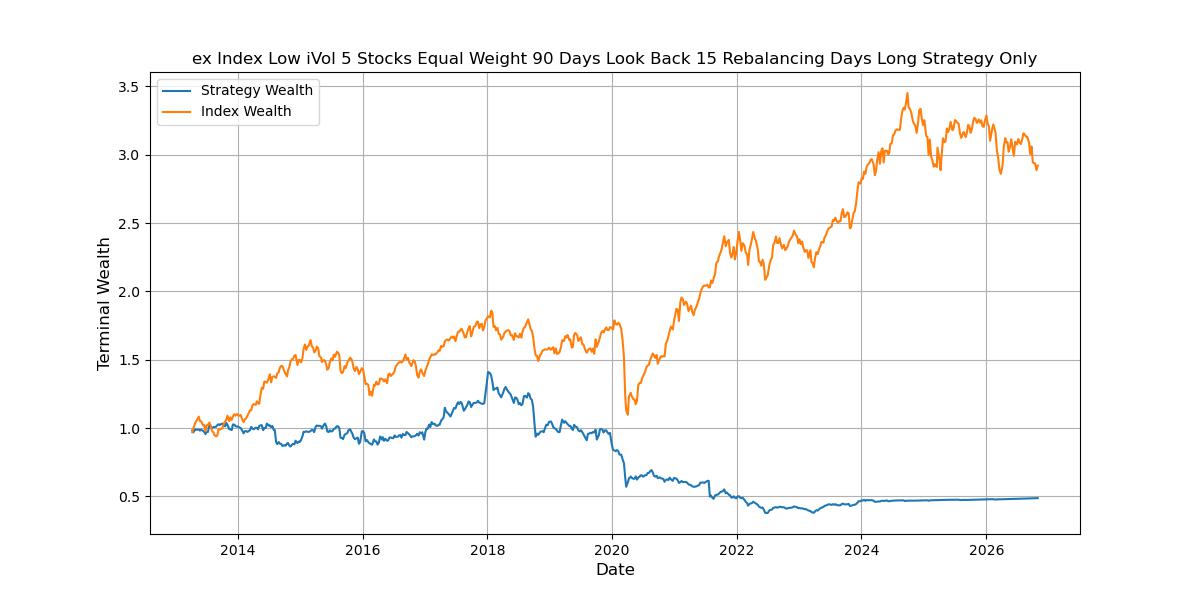 ex Index Low iVol 5 Stocks Equal Weight 90 Days Look Back 15 Rebalancing Days Long Strategy Only
Strategy Wealth
Index Wealth
Terminal Wealth
3.5
3.0
2.5
2.0
1.5
1.0
0.5
2014 2016 2018 2020 2022 2024 2026
Date